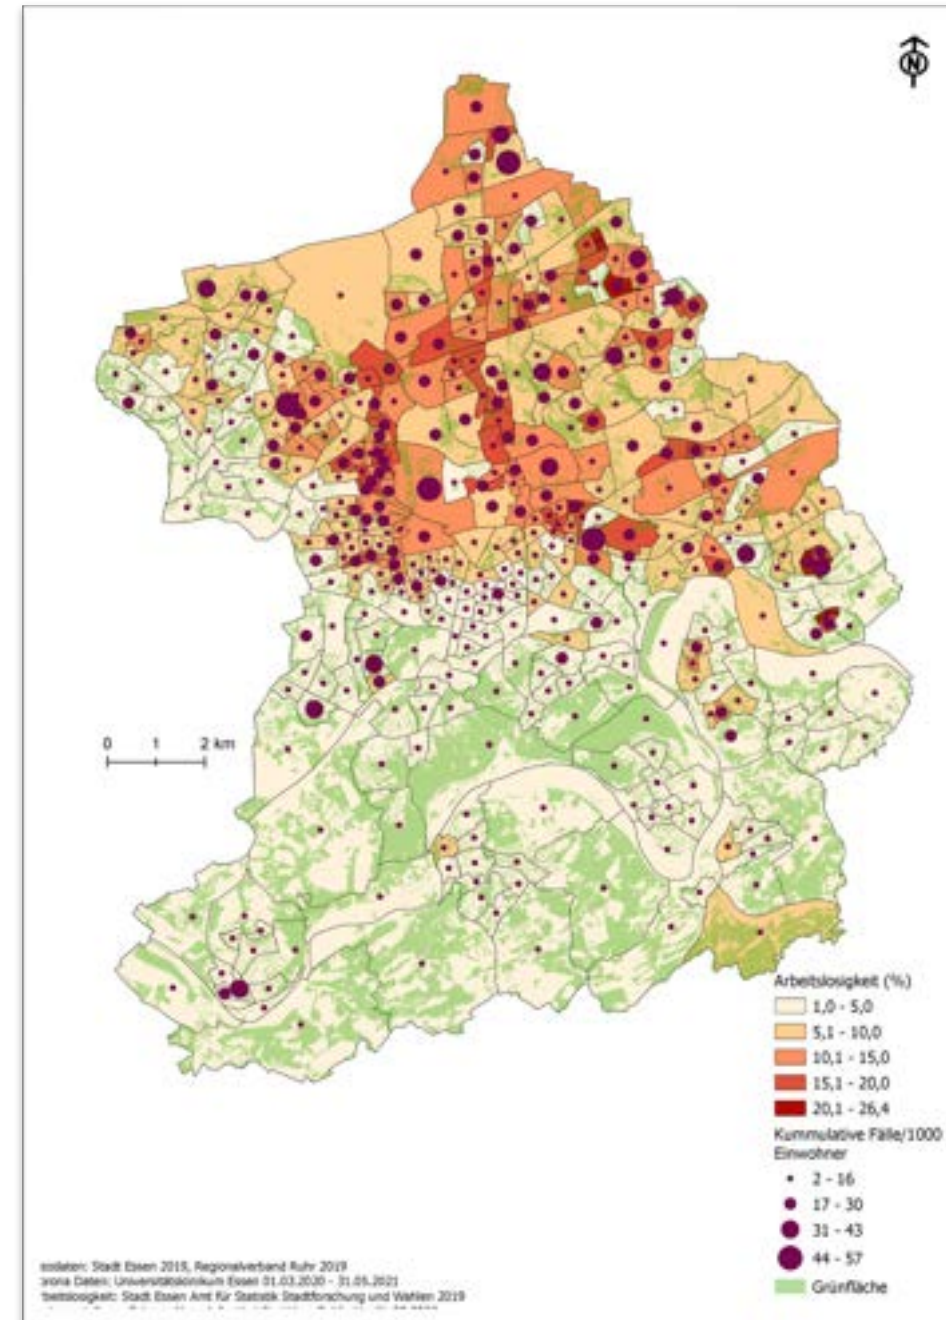 N
0 1 2 km
Arbeitslosigkeit (%)
1,0 - 5,0
5,1 - 10,0
10,1 - 15,0
15,1 - 20,0
20,1 - 26,4
Kummulative Fälle/1000
Einwohner
2 - 16
17 - 30
31 - 43
44 - 57
Grünfläche
Stadt Essen 2019, Regionalverband Ruhr 2019
Daten: Universitätsklinikum Essen 01.03.2020 - 31.05.2021
Stadt Essen Amt für Statistik Stadtforschung und Wahlen 2019